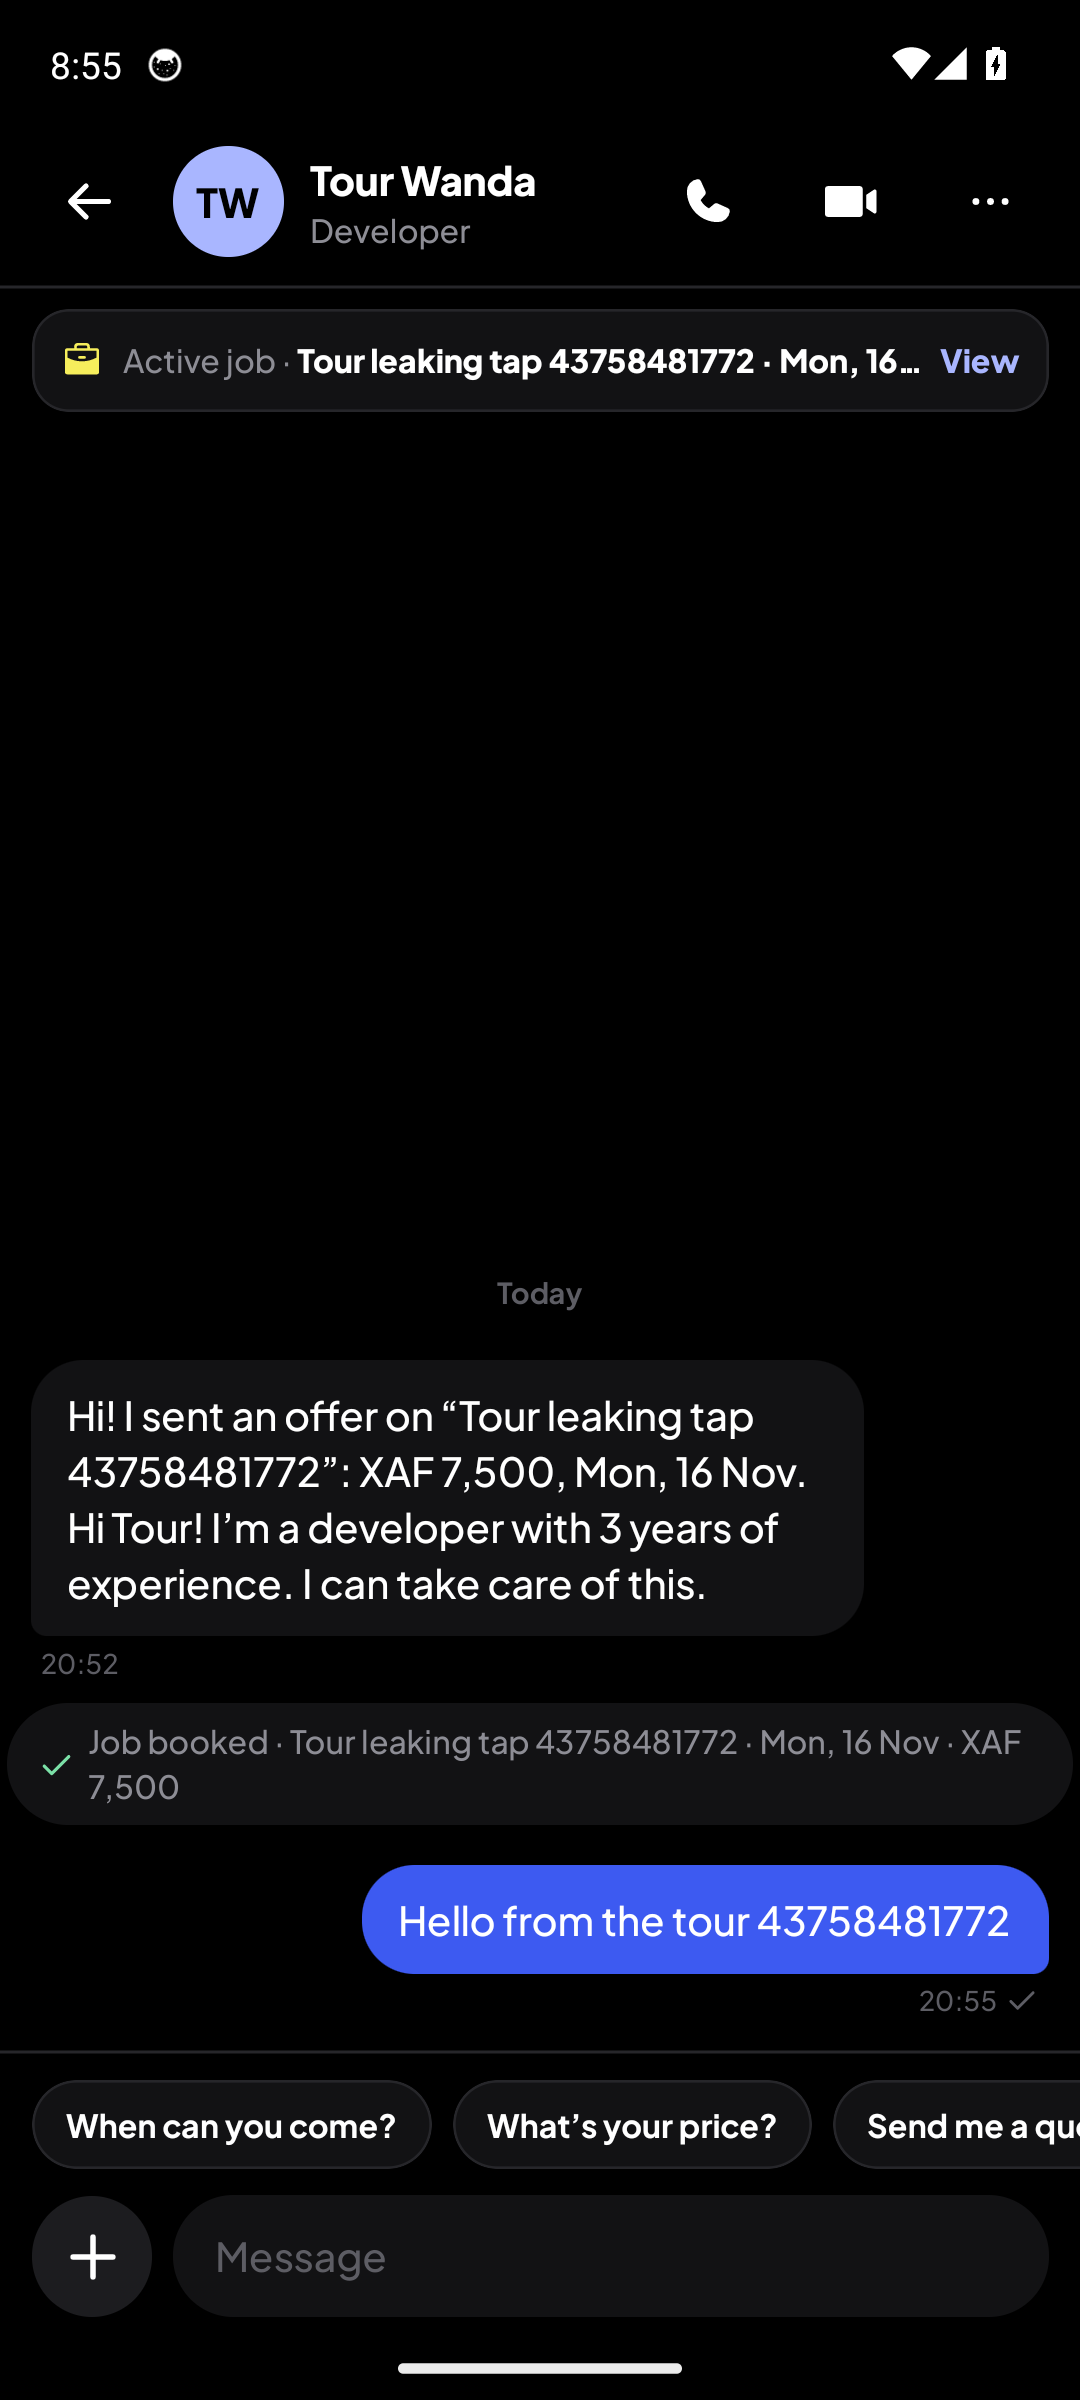 8:55
TW
Tour Wanda
Developer
Active job · Tour leaking tap 43758481772 · Mon, 16... View
Today
Hi! I sent an offer on “Tour leaking tap
43758481772”: XAF 7,500, Mon, 16 Nov.
Hi Tour! I’m a developer with 3 years of
experience. I can take care of this.
20:52
Job booked · Tour leaking tap 43758481772 · Mon, 16 Nov · XAF
7,500
Hello from the tour 43758481772
20:55
When can you come? What’s your price? Send me a
Message